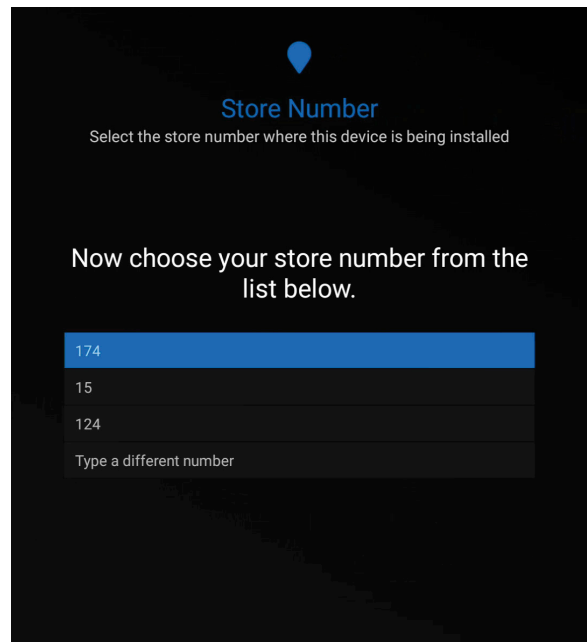 Store Number
Select the store number where this device is being installed
Now choose your store number from the
list below.
174
15
124
Type a different number